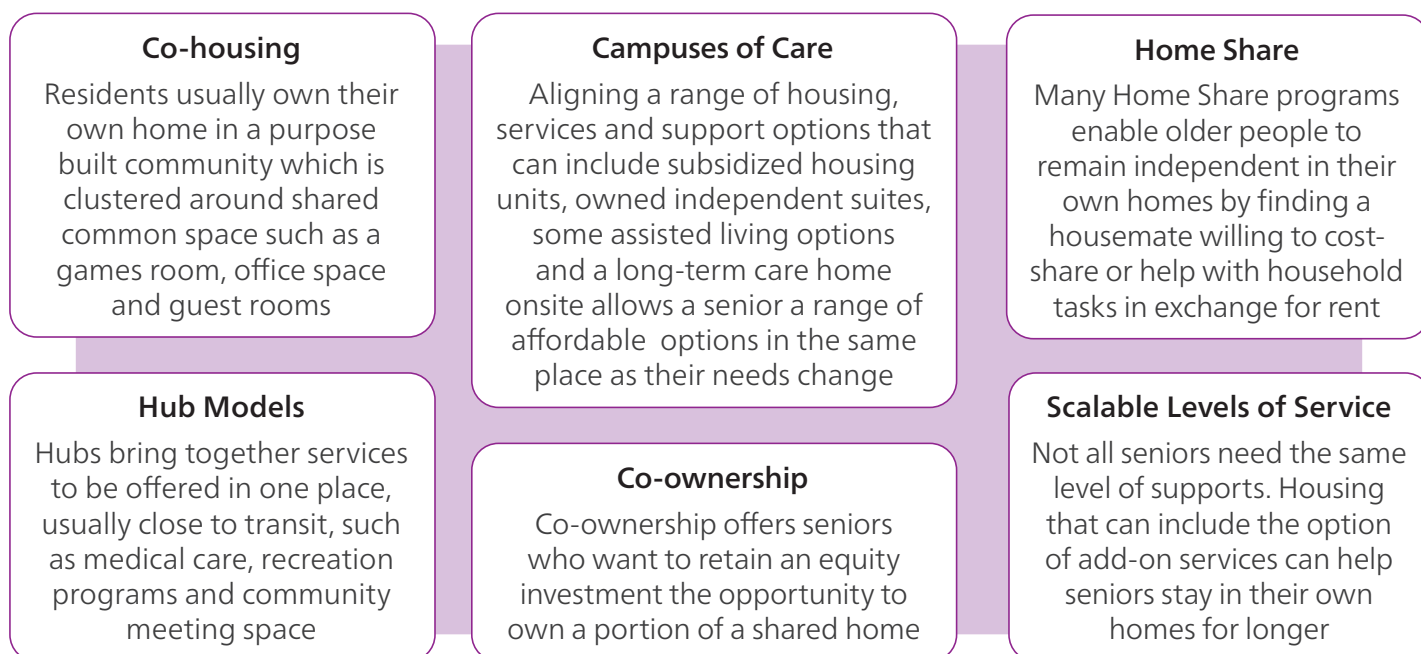 Co-housing
Residents usually own their
own home in a purpose
built community which is
clustered around shared
common space such as a
games room, office space
and guest rooms
Campuses of Care
Aligning a range of housing,
services and support options that
can include subsidized housing
units, owned independent suites,
some assisted living options
and a long-term care home
onsite allows a senior a range of
affordable  options in the same
place as their needs change
Home Share
Many Home Share programs
enable older people to
remain independent in their
own homes by finding a
housemate willing to cost-
share or help with household
tasks in exchange for rent
Hub Models
Hubs bring together services
to be offered in one place,
usually close to transit, such
as medical care, recreation
programs and community
meeting space
Co-ownership
Co-ownership offers seniors
who want to retain an equity
investment the opportunity to
own a portion of a shared home
Scalable Levels of Service
Not all seniors need the same
level of supports. Housing
that can include the option
of add-on services can help
seniors stay in their own
homes for longer